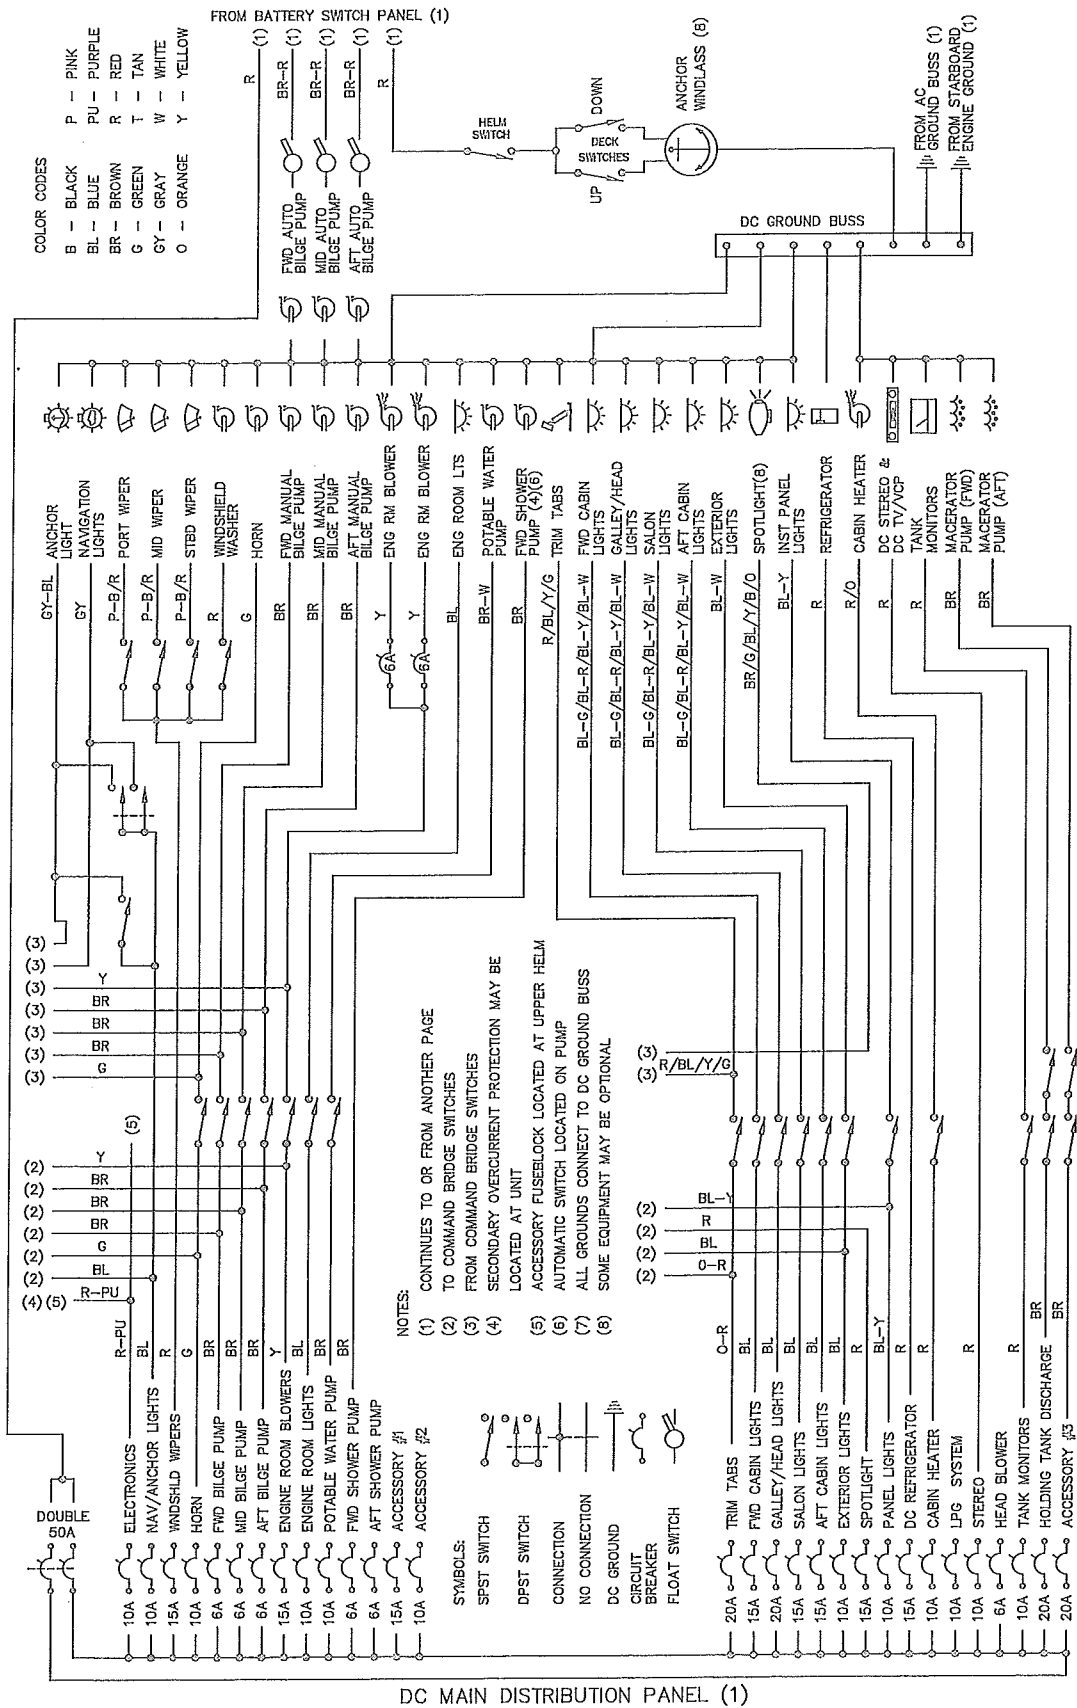 FROM BATTERY SWITCH PANEL (1)
(1)
(1)
(1)
(1)
(1)
R
BR-R
BR-R
BR-R
R
COLOR CODES
B - BLACK
BL - BLUE
BR - BROWN
G - GREEN
GY - GRAY
O - ORANGE
P - PINK
PU - PURPLE
R - RED
T - TAN
W - WHITE
Y - YELLOW
FWD AUTO
BILGE PUMP
MID AUTO
BILGE PUMP
AFT AUTO
BILGE PUMP
HELM
SWITCH
DOWN
DECK
SWITCHES
UP
ANCHOR
WINDLASS (8)
FROM AC
GROUND BUSS (1)
FROM STARBOARD
ENGINE GROUND (1)
DC GROUND BUSS
ANCHOR
LIGHT
NAVIGATION
LIGHTS
PORT WIPER
MID WIPER
STBD WIPER
WINDSHIELD
WASHER
HORN
FWD MANUAL
BILGE PUMP
MID MANUAL
BILGE PUMP
AFT MANUAL
BILGE PUMP
ENG RM BLOWER
ENG RM BLOWER
ENG ROOM LTS
POTABLE WATER
PUMP
FWD SHOWER
PUMP (4)(6)
TRIM TABS
FWD CABIN
LIGHTS
GALLEY/HEAD
LIGHTS
SALON
LIGHTS
AFT CABIN
LIGHTS
EXTERIOR
LIGHTS
SPOTLIGHT(8)
INST PANEL
LIGHTS
REFRIGERATOR
CABIN HEATER
DC STEREO &
DC TV/VCP
TANK
MONITORS
MACERATOR
PUMP (FWD)
MACERATOR
PUMP (AFT)
GY-BL
GY
P-B/R
P-B/R
P-B/R
R
G
BR
BR
BR
Y
Y
6A
6A
BL
BR-W
BR
R/BL/Y/G
BL-G/BL-R/BL-Y/BL-W
BL-G/BL-R/BL-Y/BL-W
BL-G/BL-R/BL-Y/BL-W
BL-G/BL-R/BL-Y/BL-W
BL-W
BR/G/BL/Y/B/O
BL-Y
R
R/O
R
R
BR
BR
(3)
(3)
(3) Y
(3) BR
(3) BR
(3) BR
(3) G
(5)
(2) Y
(2) BR
(2) BR
(2) BR
(2) G
(2) BL
(4)(5) R-PU
(3)
(3) R/BL/Y/G
(2) BL-Y
(2) R
(2) BL
(2) O-R
NOTES:
(1) CONTINUES TO OR FROM ANOTHER PAGE
(2) TO COMMAND BRIDGE SWITCHES
(3) FROM COMMAND BRIDGE SWITCHES
(4) SECONDARY OVERCURRENT PROTECTION MAY BE
LOCATED AT UNIT
(5) ACCESSORY FUSEBLOCK LOCATED AT UPPER HELM
(6) AUTOMATIC SWITCH LOCATED ON PUMP
(7) ALL GROUNDS CONNECT TO DC GROUND BUSS
(8) SOME EQUIPMENT MAY BE OPTIONAL
R-PU
BL
R
G
BR
BR
BR
Y
BL
BR
O-R
BL
BL
BL
BL
BL
R
BL-Y
R
R
R
R
BR
BR
DOUBLE
50A
ELECTRONICS
NAV/ANCHOR LIGHTS
WNDSHLD WIPERS
HORN
FWD BILGE PUMP
MID BILGE PUMP
AFT BILGE PUMP
ENGINE ROOM BLOWERS
ENGINE ROOM LIGHTS
POTABLE WATER PUMP
FWD SHOWER PUMP
AFT SHOWER PUMP
ACCESSORY #1
ACCESSORY #2
10A
10A
15A
10A
6A
6A
6A
15A
10A
10A
6A
6A
15A
10A
SYMBOLS:
SPST SWITCH
DPST SWITCH
CONNECTION
NO CONNECTION
DC GROUND
CIRCUIT
BREAKER
FLOAT SWITCH
TRIM TABS
FWD CABIN LIGHTS
GALLEY/HEAD LIGHTS
SALON LIGHTS
AFT CABIN LIGHTS
EXTERIOR LIGHTS
SPOTLIGHT
PANEL LIGHTS
DC REFRIGERATOR
CABIN HEATER
LPG SYSTEM
STEREO
HEAD BLOWER
TANK MONITORS
HOLDING TANK DISCHARGE
ACCESSORY #3
20A
15A
20A
15A
15A
10A
15A
10A
15A
10A
10A
10A
6A
10A
20A
20A
DC MAIN DISTRIBUTION PANEL (1)